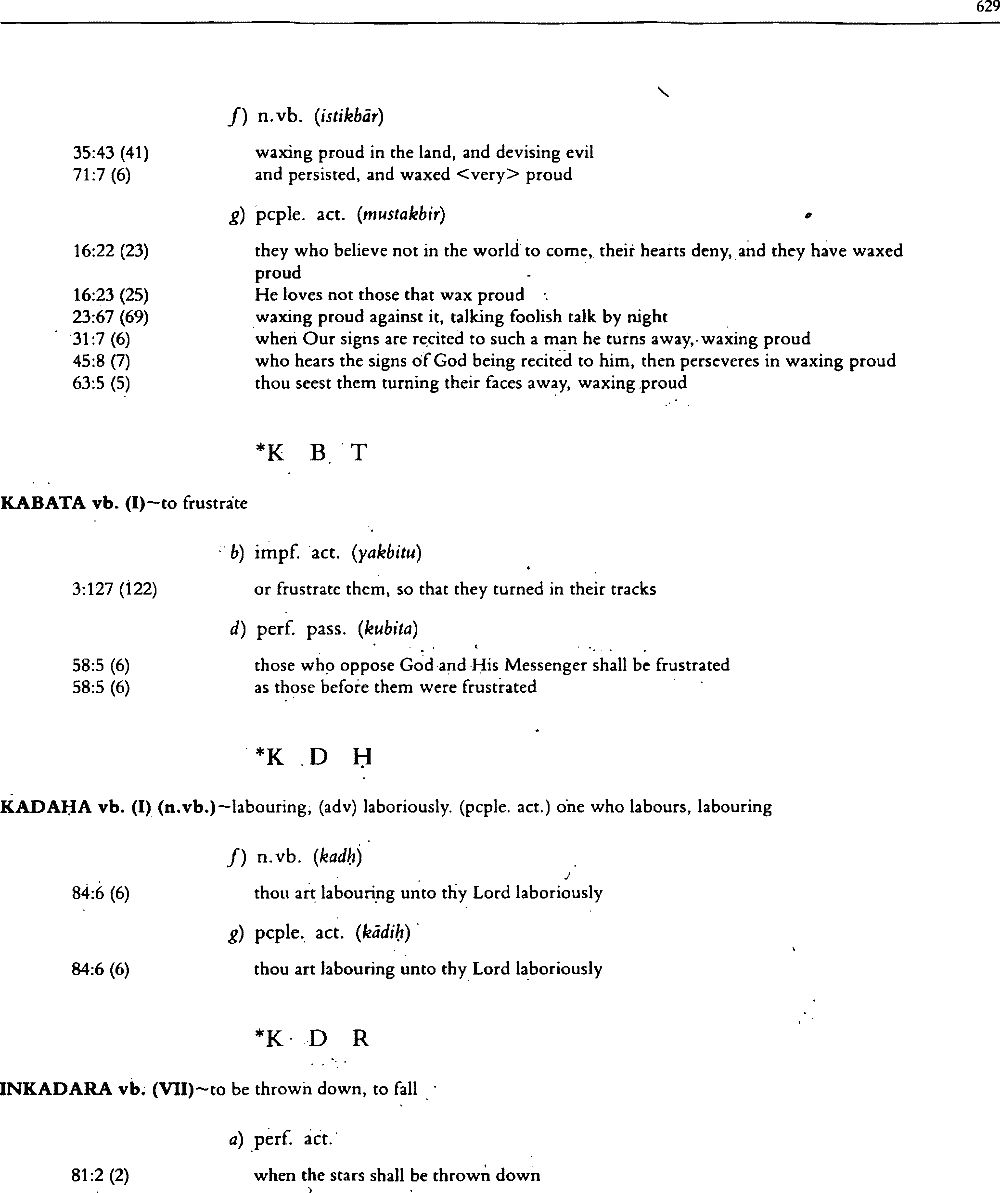 629
f) n.vb. (istikbār)
35:43 (41) waxing proud in the land, and devising evil
71:7 (6) and persisted, and waxed <very> proud
g) pcple. act. (mustakbir)
16:22 (23) they who believe not in the world to come, their hearts deny, and they have waxed
proud
16:23 (25) He loves not those that wax proud
23:67 (69) waxing proud against it, talking foolish talk by night
31:7 (6) when Our signs are recited to such a man he turns away, waxing proud
45:8 (7) who hears the signs of God being recited to him, then perseveres in waxing proud
63:5 (5) thou seest them turning their faces away, waxing proud
*K B T
KABATA vb. (I)~to frustrate
b) impf. act. (yakbitu)
3:127 (122) or frustrate them, so that they turned in their tracks
d) perf. pass. (kubita)
58:5 (6) those who oppose God and His Messenger shall be frustrated
58:5 (6) as those before them were frustrated
*K D Ḥ
KADAḤA vb. (I) (n.vb.)~labouring, (adv) laboriously. (pcple. act.) one who labours, labouring
f) n.vb. (kadḥ)
84:6 (6) thou art labouring unto thy Lord laboriously
g) pcple. act. (kādiḥ)
84:6 (6) thou art labouring unto thy Lord laboriously
*K D R
INKADARA vb. (VII)~to be thrown down, to fall
a) perf. act.
81:2 (2) when the stars shall be thrown down